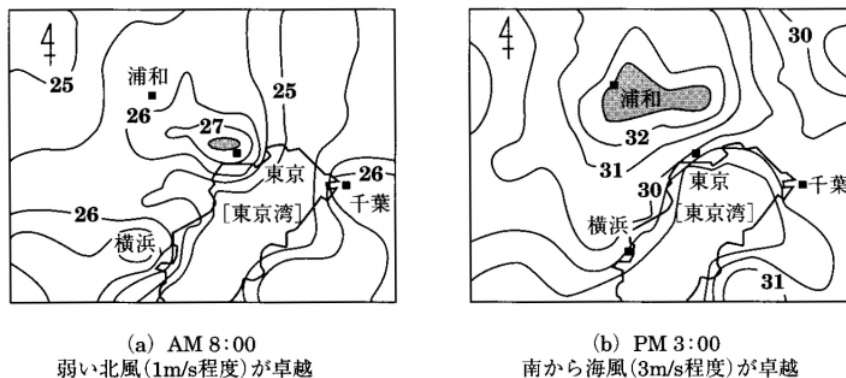 4
25
浦和
26
25
27
東京
26
千葉
26
[東京湾]
横浜
(a) AM 8:00
弱い北風(1m/s程度)が卓越
4
30
浦和
32
31
30
東京
千葉
[東京湾]
横浜
31
(b) PM 3:00
南から海風(3m/s程度)が卓越